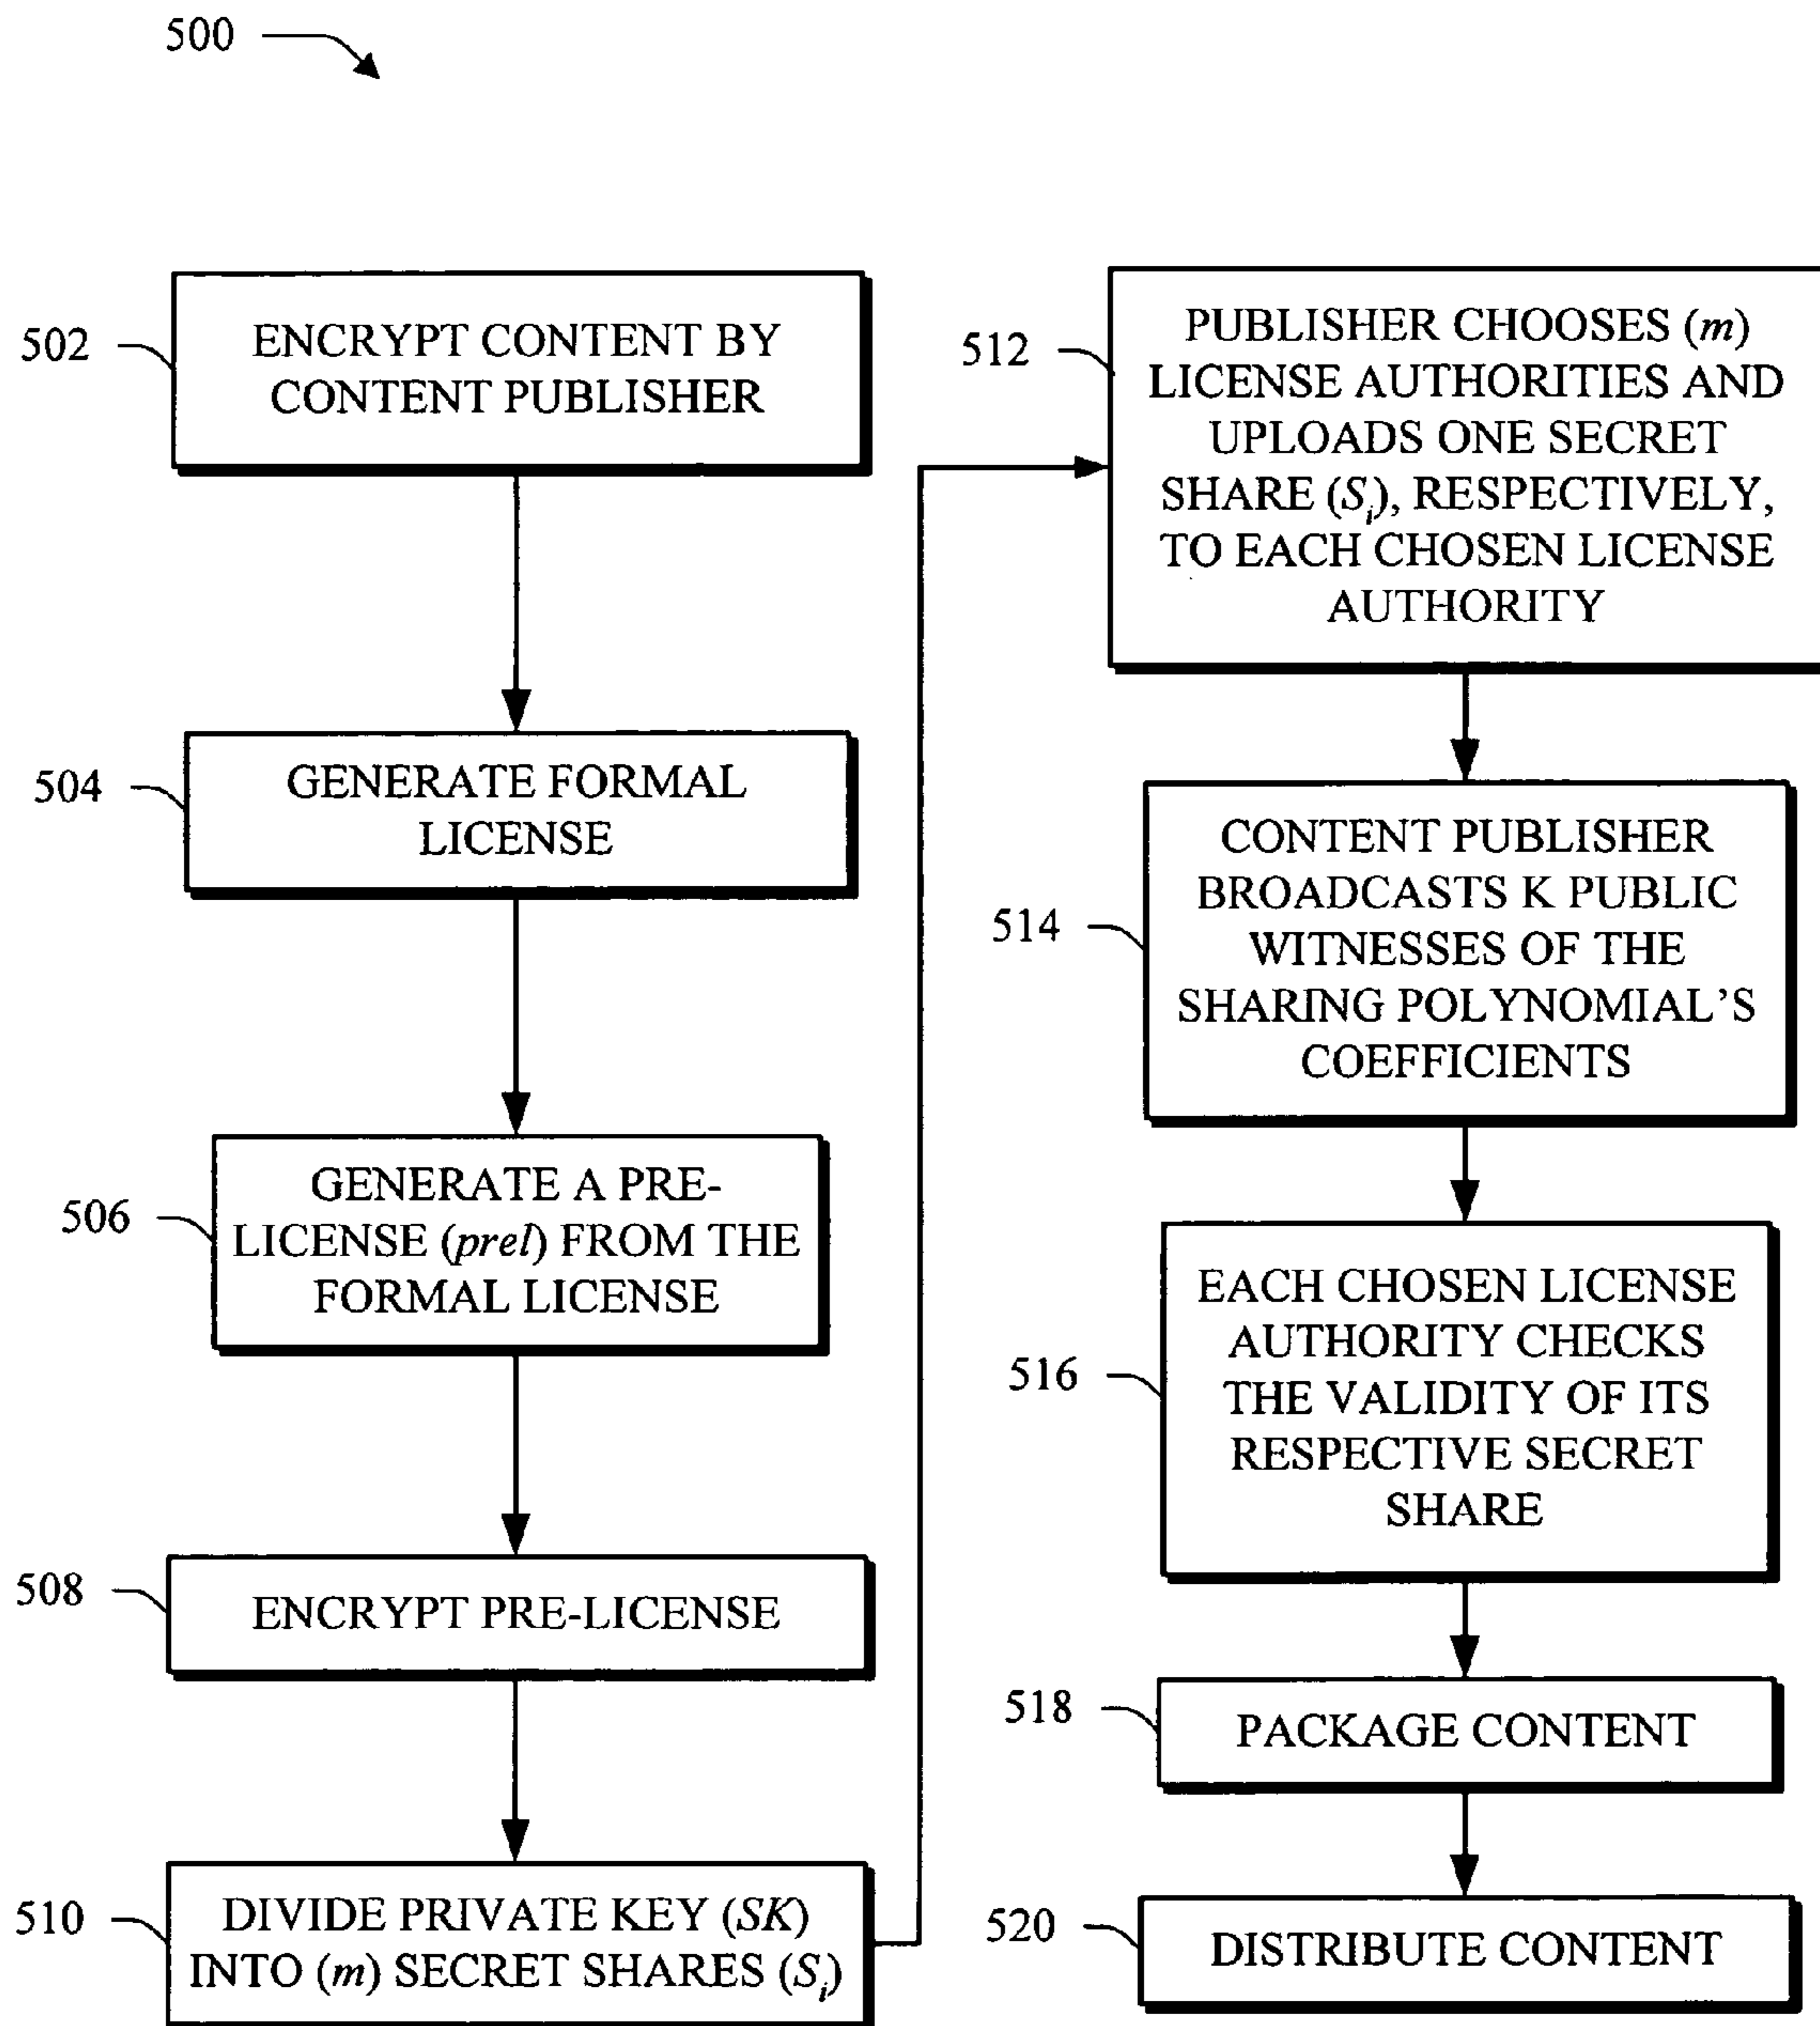 500
502
ENCRYPT CONTENT BY
CONTENT PUBLISHER
504
GENERATE FORMAL
LICENSE
506
GENERATE A PRE-
LICENSE (prel) FROM THE
FORMAL LICENSE
508
ENCRYPT PRE-LICENSE
510
DIVIDE PRIVATE KEY (SK)
INTO (m) SECRET SHARES (Si)
512
PUBLISHER CHOOSES (m)
LICENSE AUTHORITIES AND
UPLOADS ONE SECRET
SHARE (Si), RESPECTIVELY,
TO EACH CHOSEN LICENSE
AUTHORITY
514
CONTENT PUBLISHER
BROADCASTS K PUBLIC
WITNESSES OF THE
SHARING POLYNOMIAL’S
COEFFICIENTS
516
EACH CHOSEN LICENSE
AUTHORITY CHECKS
THE VALIDITY OF ITS
RESPECTIVE SECRET
SHARE
518
PACKAGE CONTENT
520
DISTRIBUTE CONTENT